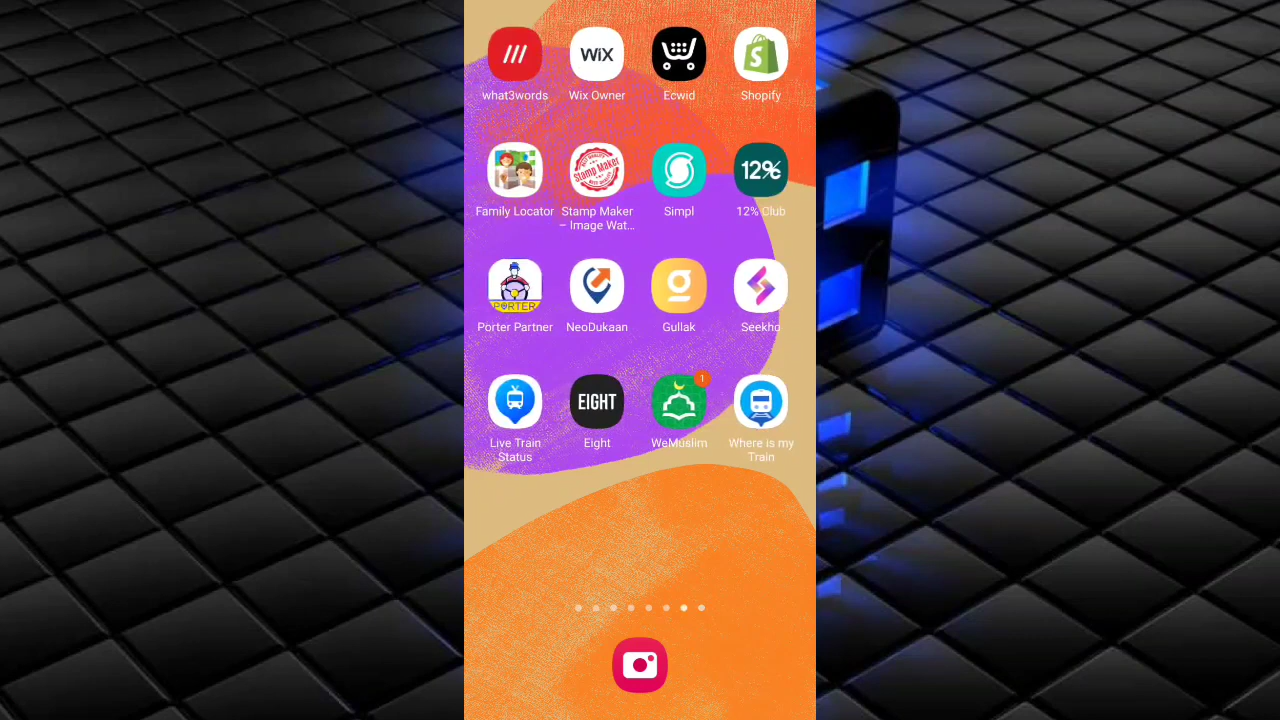 WiX
what3words
Wix Owner
Ecwid
Shopify
Stamp Maker
12%
Family Locator
Stamp Maker
– Image Wat...
Simpl
12% Club
PORTER
Porter Partner
NeoDukaan
Gullak
Seekho
EIGHT
1
Live Train
Status
Eight
WeMuslim
Where is my
Train